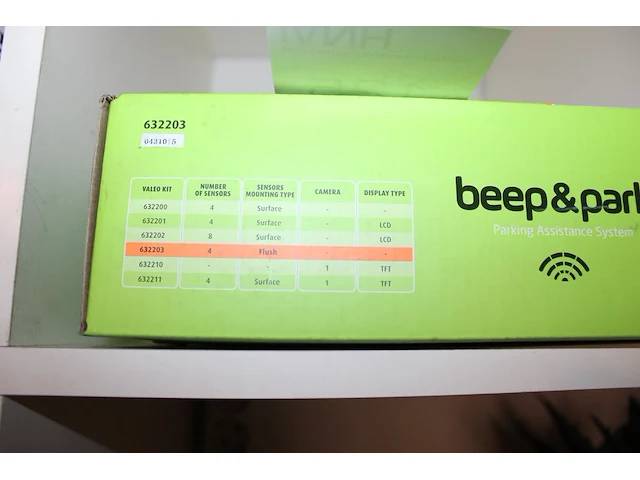 632203
04310 5
VALEO KIT NUMBER OF SENSORS SENSORS MOUNTING TYPE CAMERA DISPLAY TYPE
632200 4 Surface - -
632201 4 Surface - LCD
632202 8 Surface - LCD
632203 4 Flush - -
632210 - - 1 TFT
632211 4 Surface 1 TFT
beep&park
Parking Assistance System